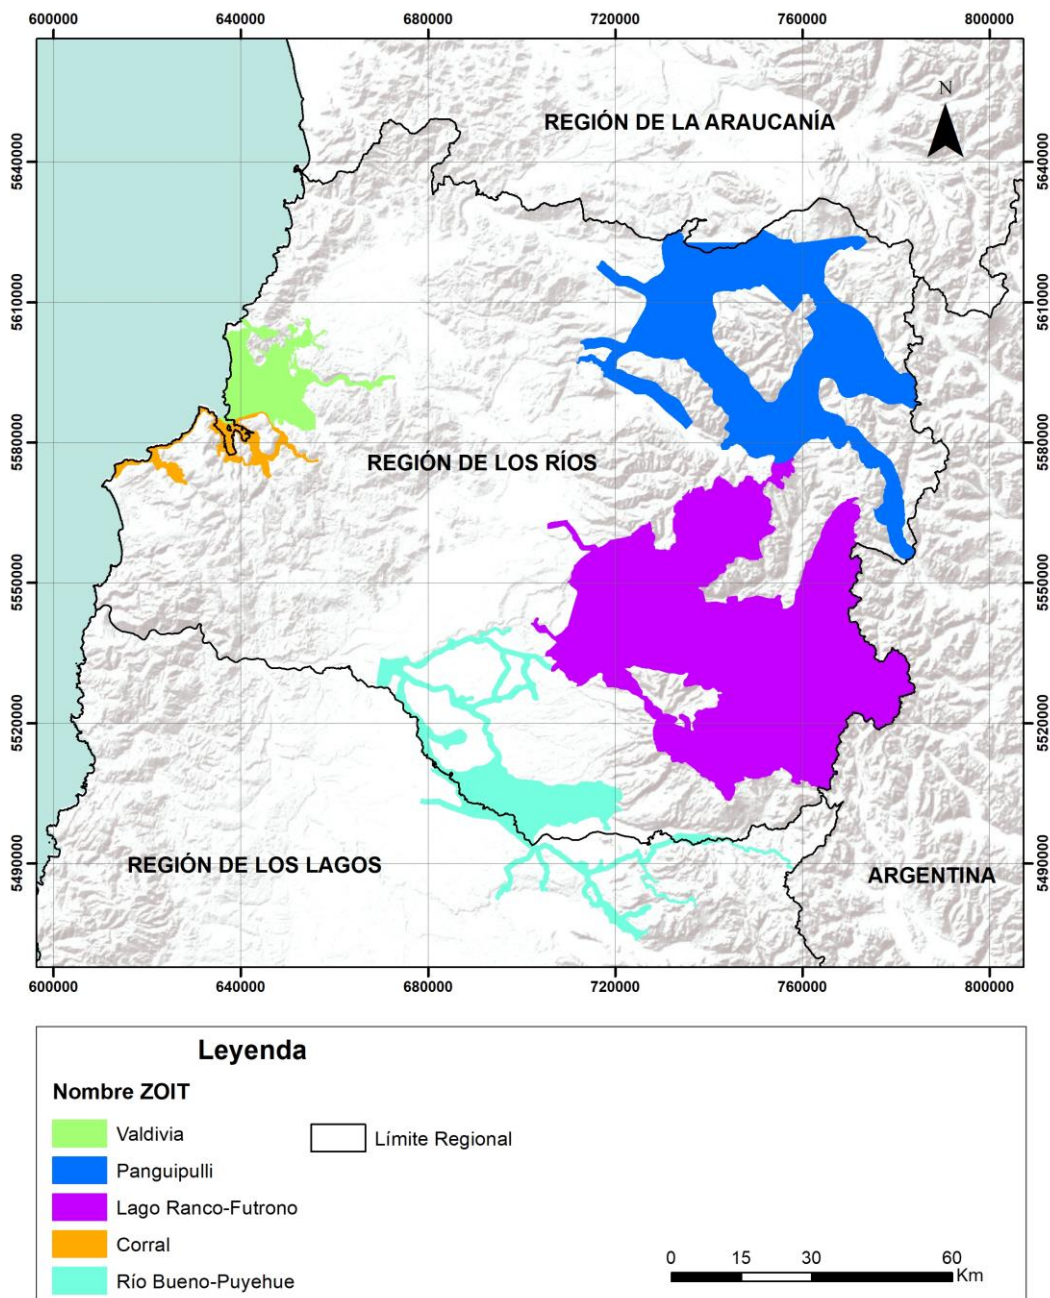 600000 640000 680000 720000 760000 800000
N
REGIÓN DE LA ARAUCANÍA
5640000 5640000
5610000 5610000
5580000 5580000
REGIÓN DE LOS RÍOS
5550000 5550000
5520000 5520000
5490000 5490000
REGIÓN DE LOS LAGOS
ARGENTINA
600000 640000 680000 720000 760000 800000
Leyenda
Nombre ZOIT
Valdivia
Límite Regional
Panguipulli
Lago Ranco-Futrono
Corral
Río Bueno-Puyehue
0 15 30 60
Km